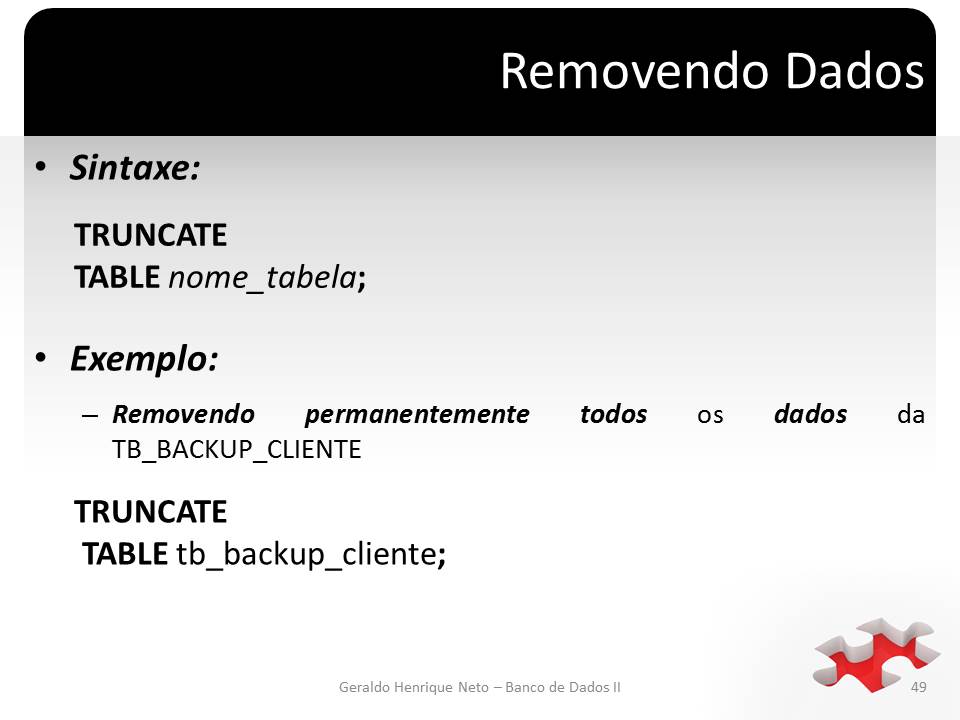 Removendo Dados
• Sintaxe:
TRUNCATE
TABLE nome_tabela;
• Exemplo:
– Removendo permanentemente todos os dados da
TB_BACKUP_CLIENTE
TRUNCATE
TABLE tb_backup_cliente;
Geraldo Henrique Neto – Banco de Dados II
49